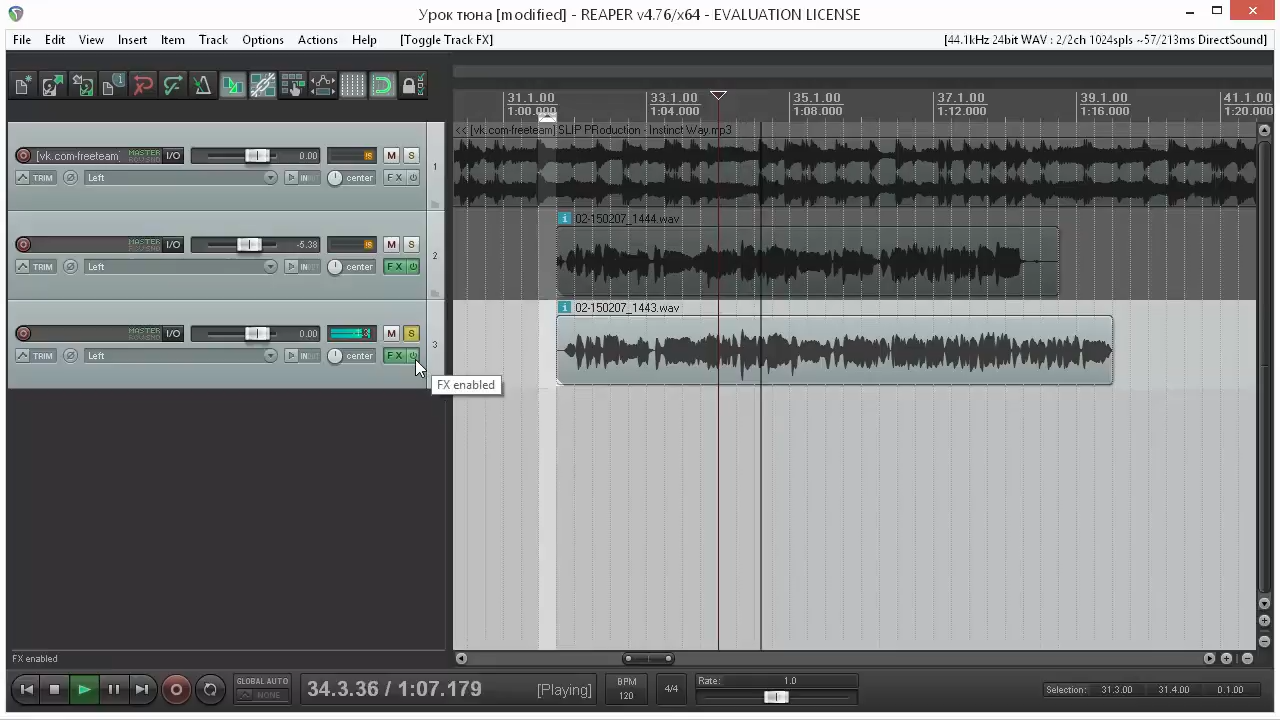 Урок тюна [modified] - REAPER v4.76/x64 - EVALUATION LICENSE
File Edit View Insert Item Track Options Actions Help [Toggle Track FX] [44.1kHz 24bit WAV : 2/2ch 1024spls ~57/213ms DirectSound]
31.1.00 33.1.00 35.1.00 37.1.00 39.1.00 41.1.00
1:00.000 1:04.000 1:08.000 1:12.000 1:16.000 1:20.000
<< [vk.com-freeteam] SLIP PRoduction - Instinct Way.mp3
[vk.com-freeteam] MASTER I/O 0.00 M S
1
TRIM Left IN center FX
02-150207_1444.wav
MASTER I/O -5.38 M S
2
TRIM Left IN center FX
02-150207_1443.wav
MASTER I/O 0.00 M S
3
TRIM Left IN center FX
FX enabled
FX enabled
GLOBAL AUTO
NONE
34.3.36 / 1:07.179 [Playing]
BPM
120
4/4
Rate: 1.0
Selection: 31.3.00 31.4.00 0.1.00